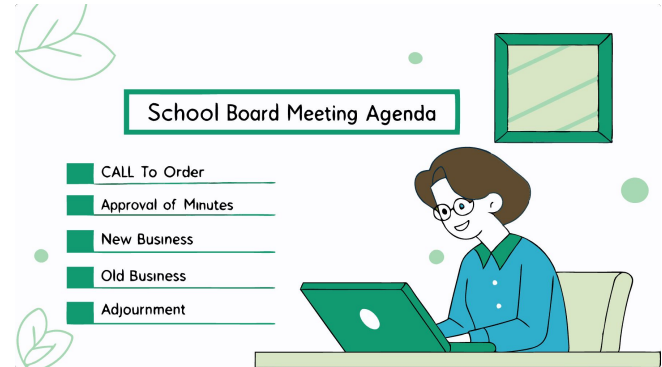 School Board Meeting Agenda
CALL To Order
Approval of Minutes
New Business
Old Business
Adjournment